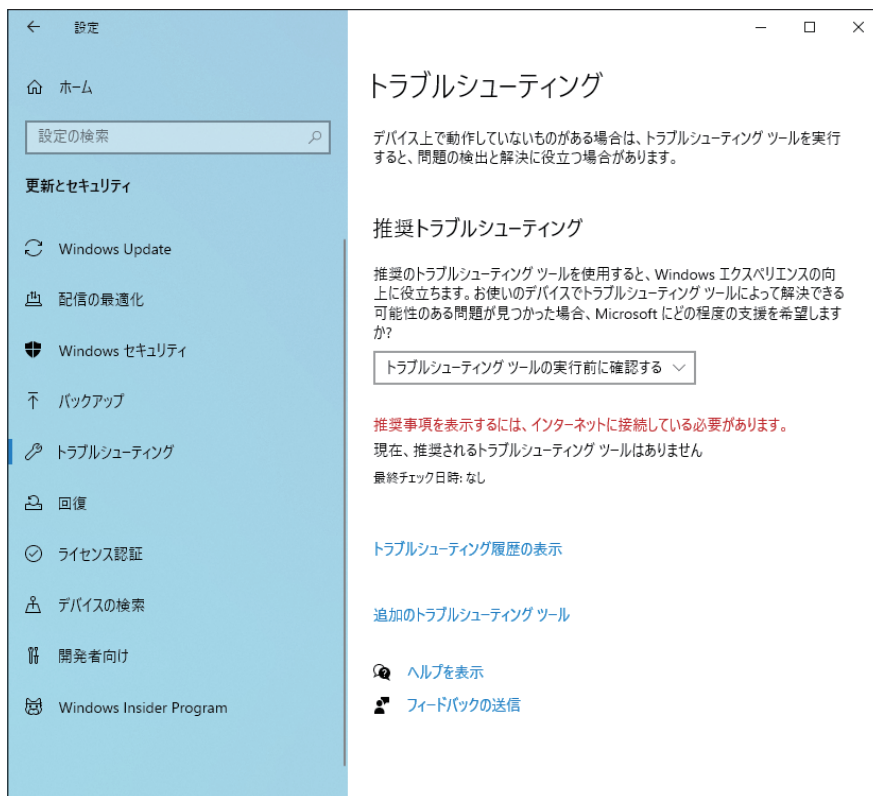 設定
ホーム
設定の検索
更新とセキュリティ
Windows Update
配信の最適化
Windows セキュリティ
バックアップ
トラブルシューティング
回復
ライセンス認証
デバイスの検索
開発者向け
Windows Insider Program
トラブルシューティング
デバイス上で動作していないものがある場合は、トラブルシューティング ツールを実行
すると、問題の検出と解決に役立つ場合があります。
推奨トラブルシューティング
推奨のトラブルシューティング ツールを使用すると、Windows エクスペリエンスの向
上に役立ちます。お使いのデバイスでトラブルシューティング ツールによって解決できる
可能性のある問題が見つかった場合、Microsoft にどの程度の支援を希望します
か?
トラブルシューティング ツールの実行前に確認する
推奨事項を表示するには、インターネットに接続している必要があります。
現在、推奨されるトラブルシューティング ツールはありません
最終チェック日時: なし
トラブルシューティング履歴の表示
追加のトラブルシューティング ツール
ヘルプを表示
フィードバックの送信